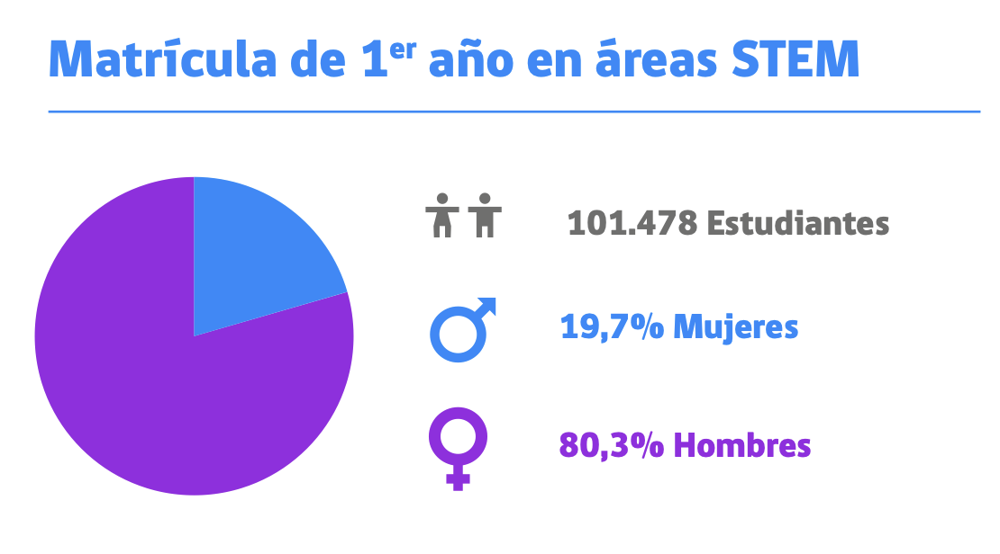 Matrícula de 1er año en áreas STEM
101.478 Estudiantes
19,7% Mujeres
80,3% Hombres